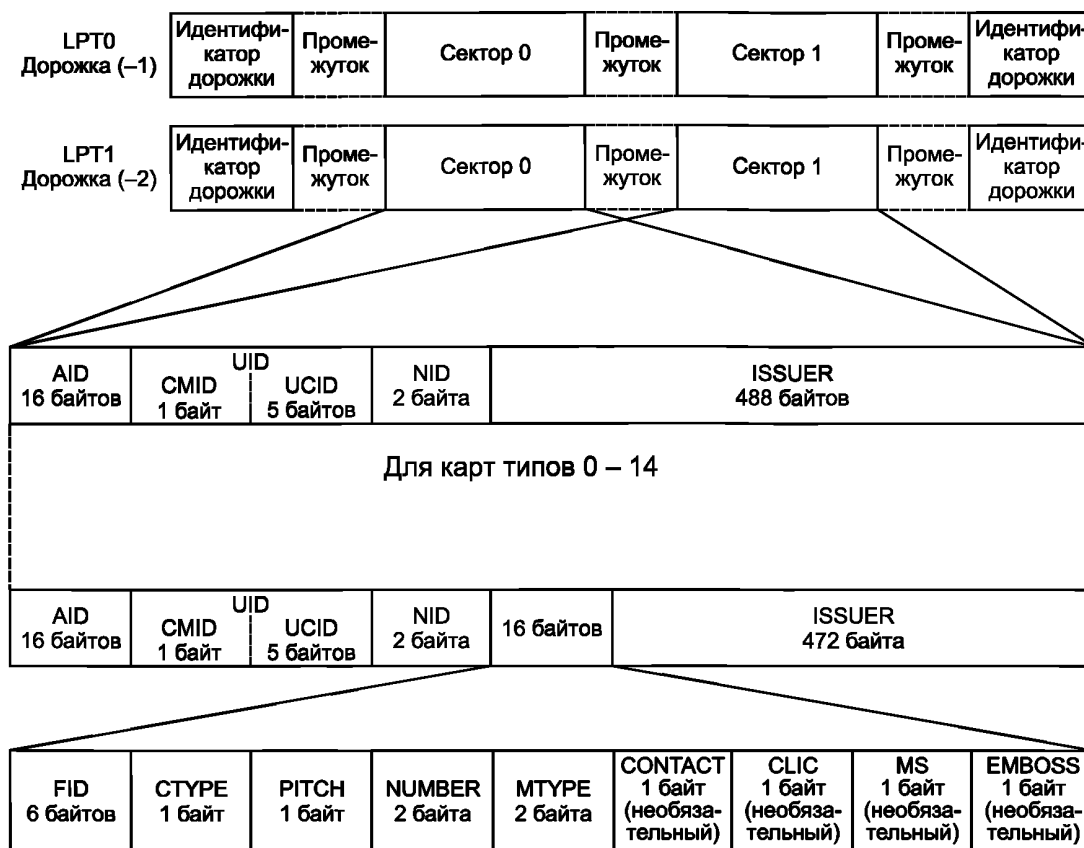 LPT0
Дорожка (–1)
Идентифи-
катор
дорожки
Проме-
жуток
Сектор 0
Проме-
жуток
Сектор 1
Проме-
жуток
Идентифи-
катор
дорожки
LPT1
Дорожка (–2)
Идентифи-
катор
дорожки
Проме-
жуток
Сектор 0
Проме-
жуток
Сектор 1
Проме-
жуток
Идентифи-
катор
дорожки
AID
16 байтов
UID
CMID
1 байт
UCID
5 байтов
NID
2 байта
ISSUER
488 байтов
Для карт типов 0 – 14
AID
16 байтов
UID
CMID
1 байт
UCID
5 байтов
NID
2 байта
16 байтов
ISSUER
472 байта
FID
6 байтов
CTYPE
1 байт
PITCH
1 байт
NUMBER
2 байта
MTYPE
2 байта
CONTACT
1 байт
(необяза-
тельный)
CLIC
1 байт
(необяза-
тельный)
MS
1 байт
(необяза-
тельный)
EMBOSS
1 байт
(необяза-
тельный)